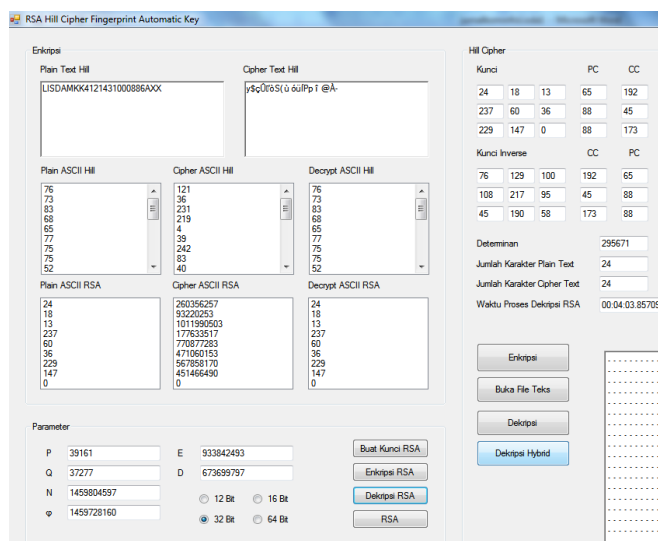 RSA Hill Cipher Fingerprint Automatic Key
Enkripsi
Plain Text Hill
LISDAMKK4121431000886AXX
Cipher Text Hill
Plain ASCII Hill
76
73
83
68
65
77
75
75
52
Cipher ASCII Hill
121
36
231
219
4
39
242
83
40
Decrypt ASCII Hill
76
73
83
68
65
77
75
75
52
Plain ASCII RSA
24
18
13
237
60
36
229
147
0
Cipher ASCII RSA
260356257
93220253
1011990503
177633517
770877283
471060153
567858170
451466490
0
Decrypt ASCII RSA
24
18
13
237
60
36
229
147
0
Parameter
P 39161 E 933842493
Q 37277 D 673699797
N 1459804597
φ 1459728160
12 Bit 16 Bit
32 Bit 64 Bit
Buat Kunci RSA
Enkripsi RSA
Dekripsi RSA
RSA
Hill Cipher
Kunci PC CC
24 18 13 65 192
237 60 36 88 45
229 147 0 88 173
Kunci Inverse CC PC
76 129 100 192 65
108 217 95 45 88
45 190 58 173 88
Determinan 295671
Jumlah Karakter Plain Text 24
Jumlah Karakter Cipher Text 24
Waktu Proses Dekripsi RSA 00:04:03.85709
Enkripsi
Buka File Teks
Dekripsi
Dekripsi Hybrid